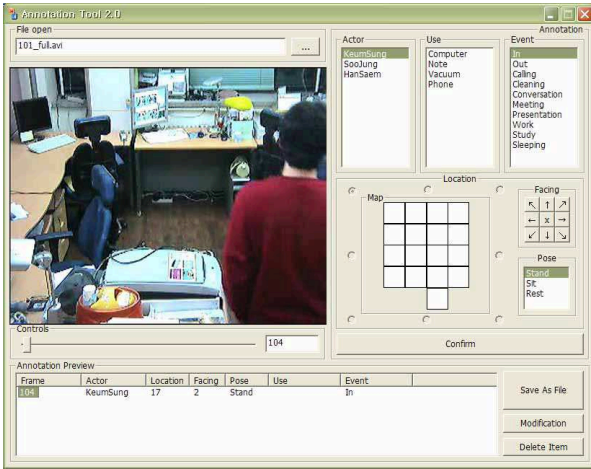 Annotation Tool 2.0
File open
101_full.avi
...
Annotation
Actor
KeumSung
SooJung
HanSaem
Use
Computer
Note
Vacuum
Phone
Event
In
Out
Calling
Cleaning
Conversation
Meeting
Presentation
Work
Study
Sleeping
Location
Map
Facing
↖ ↑ ↗
← x →
↙ ↓ ↘
Pose
Stand
Sit
Rest
Controls
104
Confirm
Annotation Preview
Frame Actor Location Facing Pose Use Event
104 KeumSung 17 2 Stand In
Save As File
Modification
Delete Item